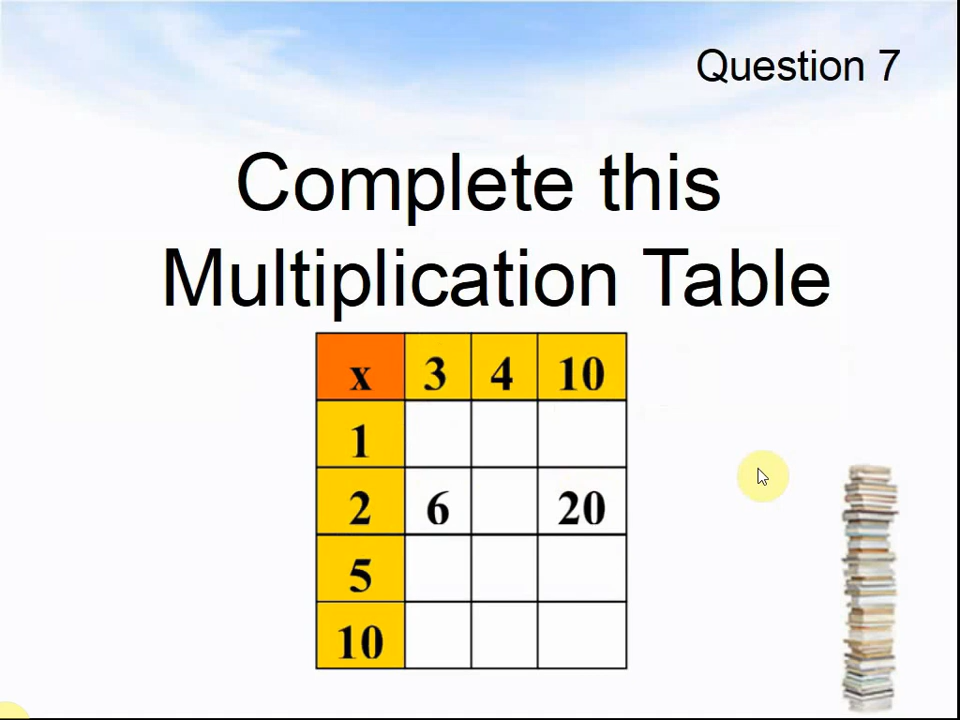 Question 7
Complete this
Multiplication Table
x 3 4 10
1
2 6 20
5
10